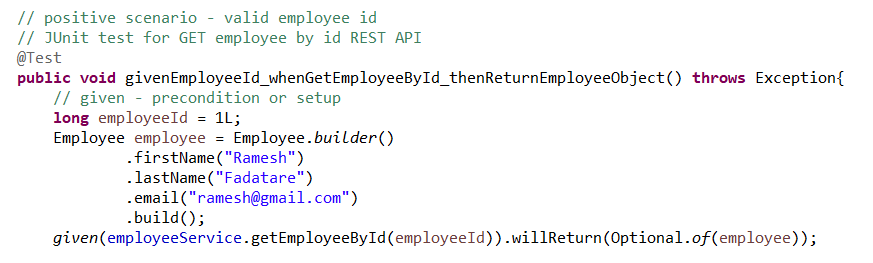 // positive scenario - valid employee id
// JUnit test for GET employee by id REST API
@Test
public void givenEmployeeId_whenGetEmployeeById_thenReturnEmployeeObject() throws Exception{
    // given - precondition or setup
    long employeeId = 1L;
    Employee employee = Employee.builder()
            .firstName("Ramesh")
            .lastName("Fadatare")
            .email("ramesh@gmail.com")
            .build();
    given(employeeService.getEmployeeById(employeeId)).willReturn(Optional.of(employee));